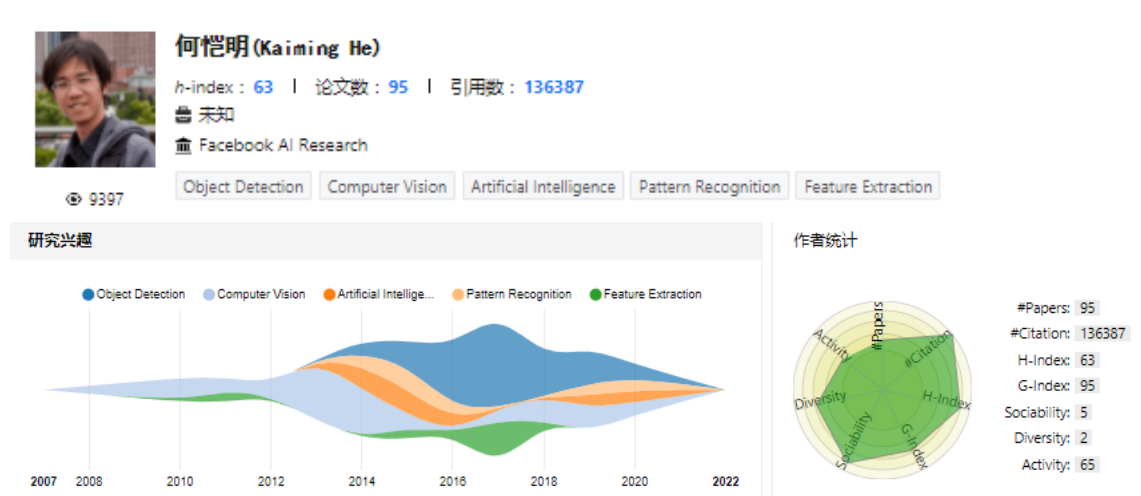 何恺明(Kaiming He)
h-index : 63 | 论文数 : 95 | 引用数 : 136387
未知
Facebook AI Research
9397
Object Detection Computer Vision Artificial Intelligence Pattern Recognition Feature Extraction
研究兴趣
Object Detection Computer Vision Artificial Intellige... Pattern Recognition Feature Extraction
2007 2008 2010 2012 2014 2016 2018 2020 2022
作者统计
#Papers
#Citation
H-Index
G-Index
Sociability
Diversity
Activity
#Papers: 95
#Citation: 136387
H-Index: 63
G-Index: 95
Sociability: 5
Diversity: 2
Activity: 65